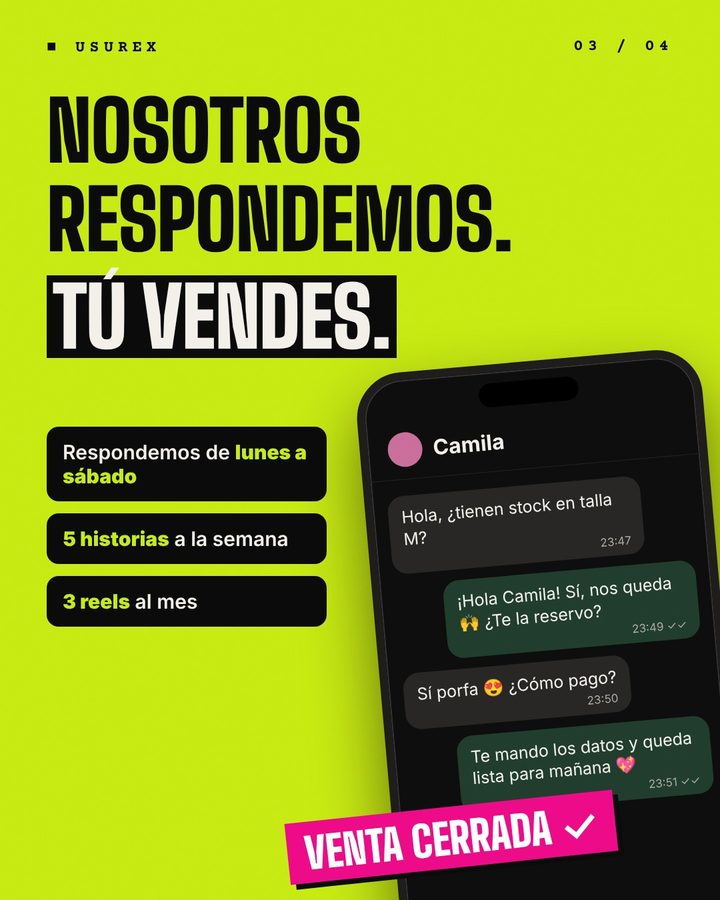 ■ USUREX
03 / 04
NOSOTROS
RESPONDEMOS.
TÚ VENDES.
Respondemos de lunes a
sábado
5 historias a la semana
3 reels al mes
Camila
Hola, ¿tienen stock en talla
M?
23:47
¡Hola Camila! Sí, nos queda
🙌 ¿Te la reservo?
23:49 ✓✓
Sí porfa 😍 ¿Cómo pago?
23:50
Te mando los datos y queda
lista para mañana 💖
23:51 ✓✓
VENTA CERRADA ✓